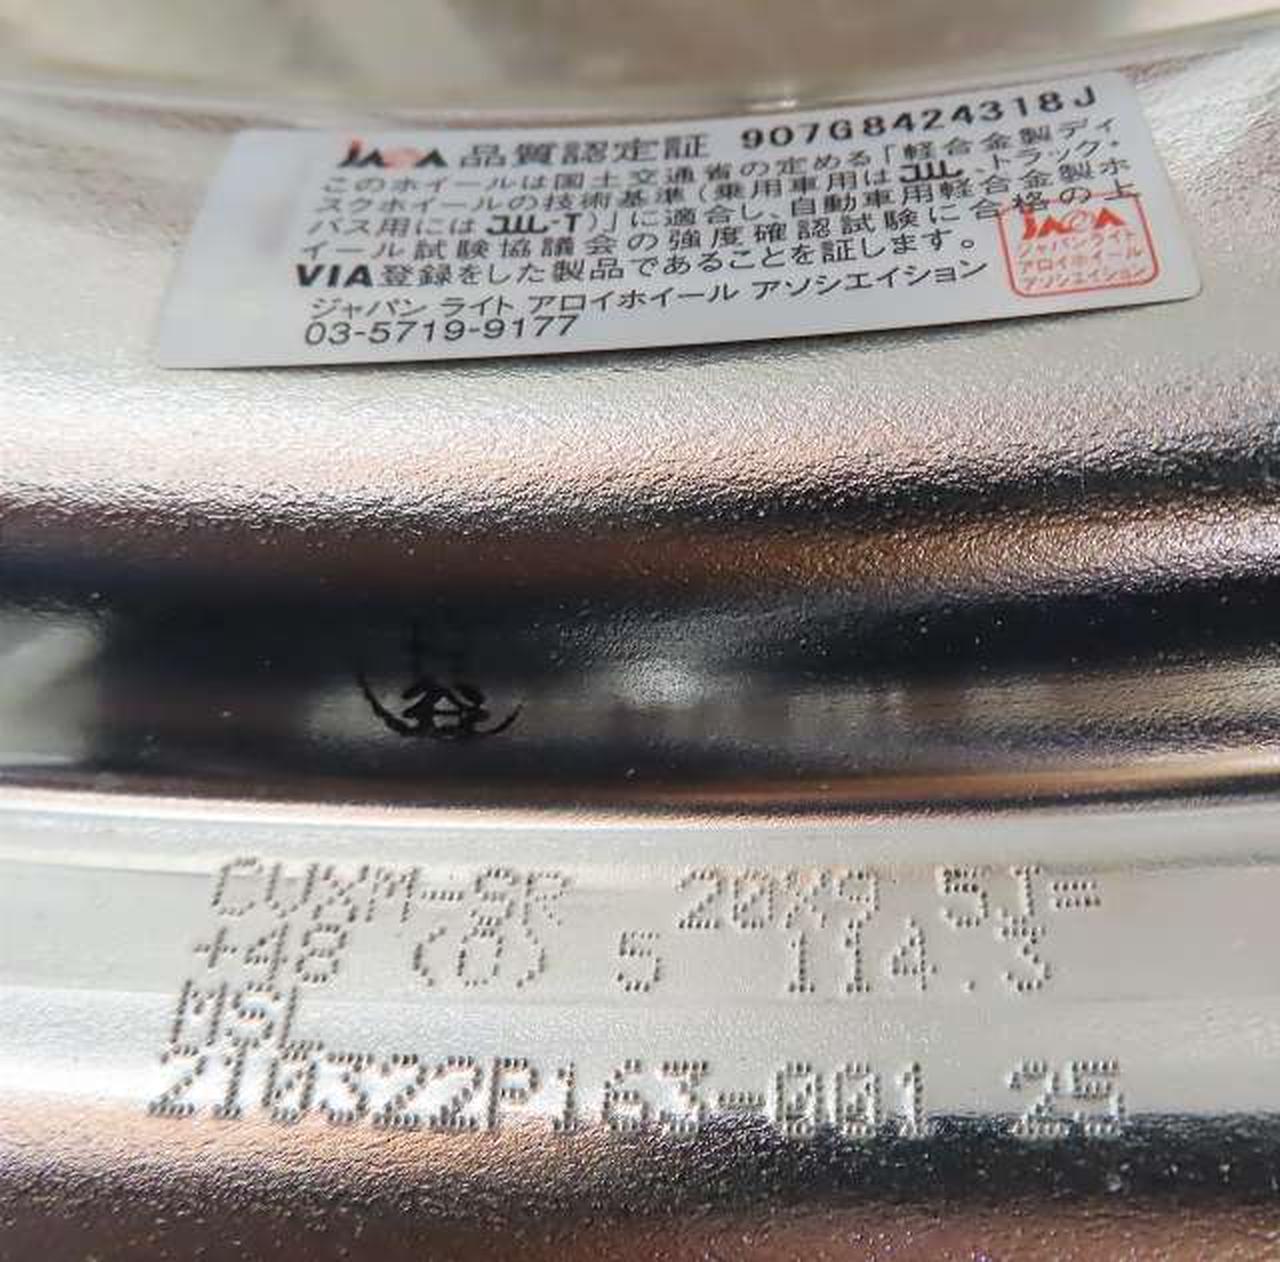 JAWA 品質認定証 907G8424318J
このホイールは国土交通省の定める「軽合金製ディ
スクホイールの技術基準(乗用車用はJWL、トラック・
バス用にはJWL-T)」に適合し、自動車用軽合金製ホ
イール試験協議会の強度確認試験に合格の上
VIA登録をした製品であることを証します。
ジャパン ライト アロイホイール アソシエイション
03-5719-9177
JAWA
ジャパンライト
アロイホイール
アソシエイション
谷
CUXM-SR 20X9.5J=
+48 (0) 5 114.3
MSL
210322P163-001 25